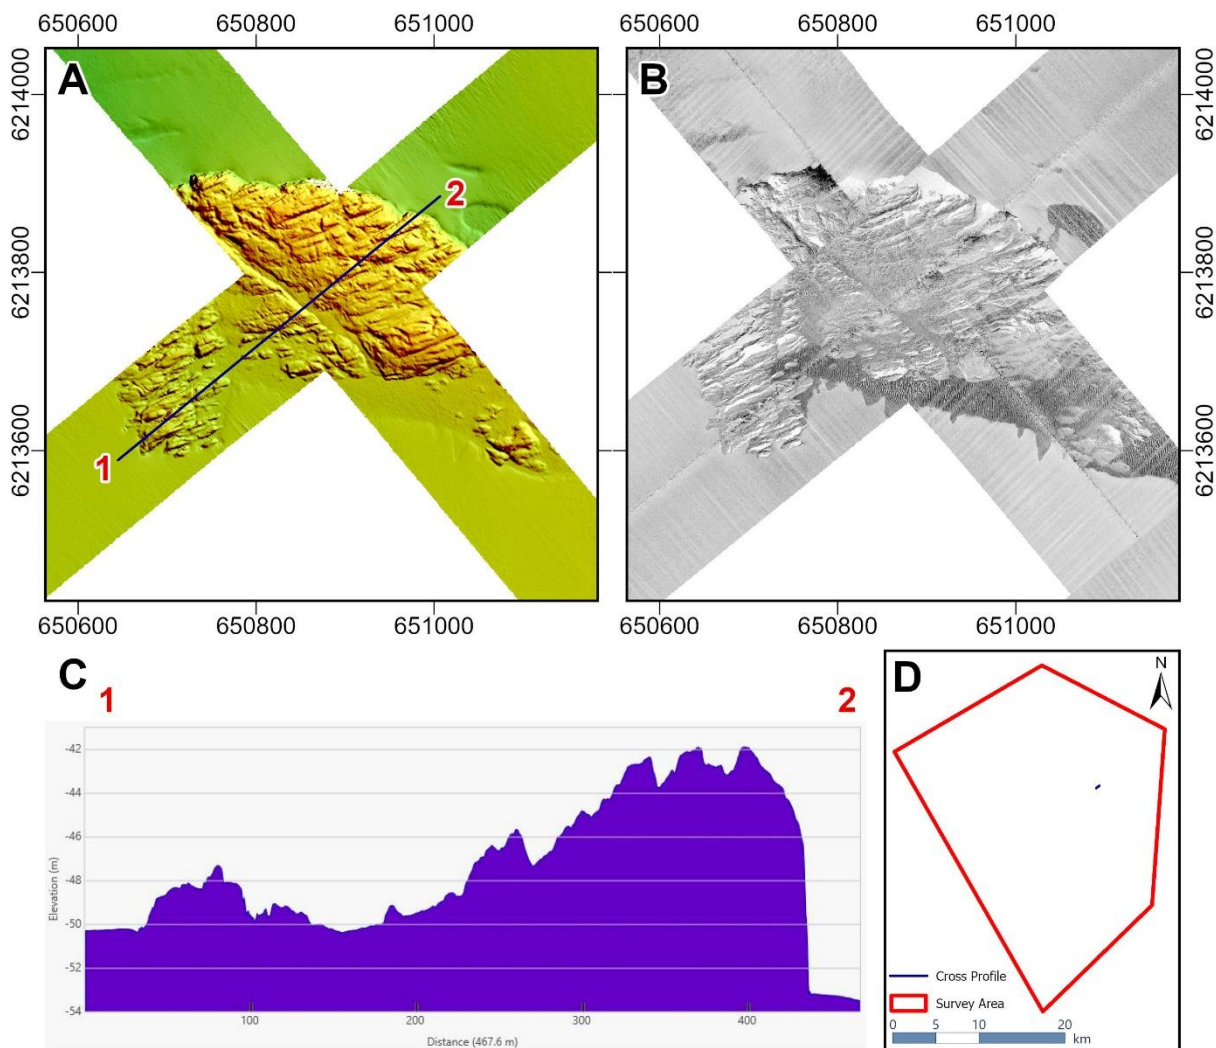 650600 650800 651000 650600 650800 651000
A B
6214000 6214000
2
6213800 6213800
1
6213600 6213600
650600 650800 651000 650600 650800 651000
C D
N
1 2
-42
-44
-46
-48
-50
-52
-54
Elevation (m)
100 200 300 400
Distance (467.6 m)
Cross Profile
Survey Area
0 5 10 20
km